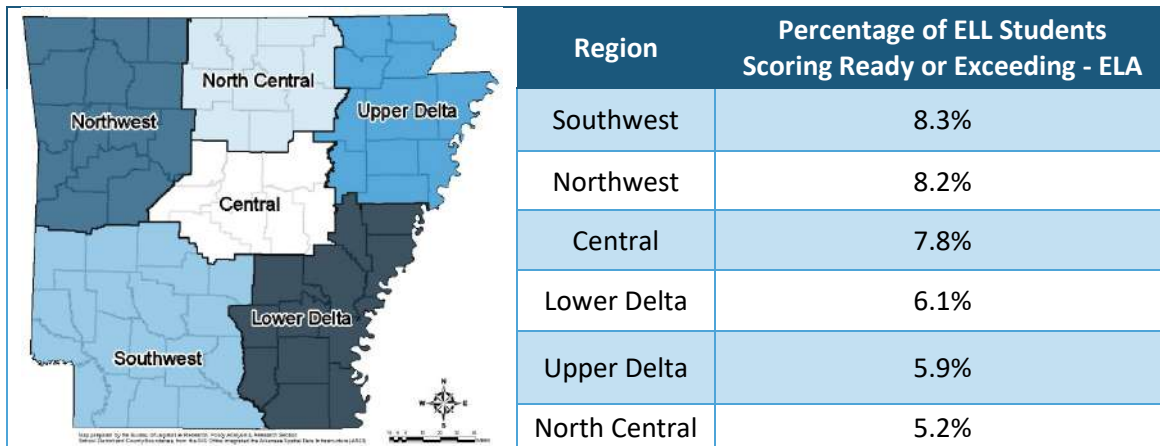 North Central
Upper Delta
Northwest
Central
Lower Delta
Southwest
N
W
E
S
Region
Percentage of ELL Students
Scoring Ready or Exceeding - ELA
Southwest 8.3%
Northwest 8.2%
Central 7.8%
Lower Delta 6.1%
Upper Delta 5.9%
North Central 5.2%